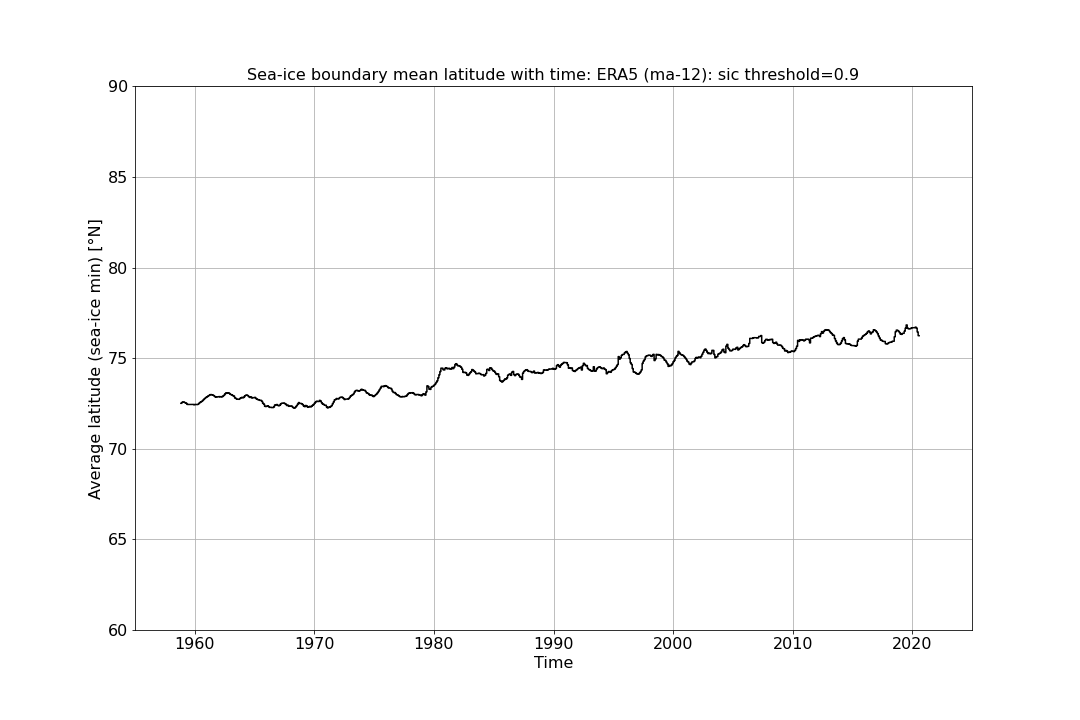 Sea-ice boundary mean latitude with time: ERA5 (ma-12): sic threshold=0.9
90
85
80
75
70
65
60
Average latitude (sea-ice min) [°N]
1960 1970 1980 1990 2000 2010 2020
Time